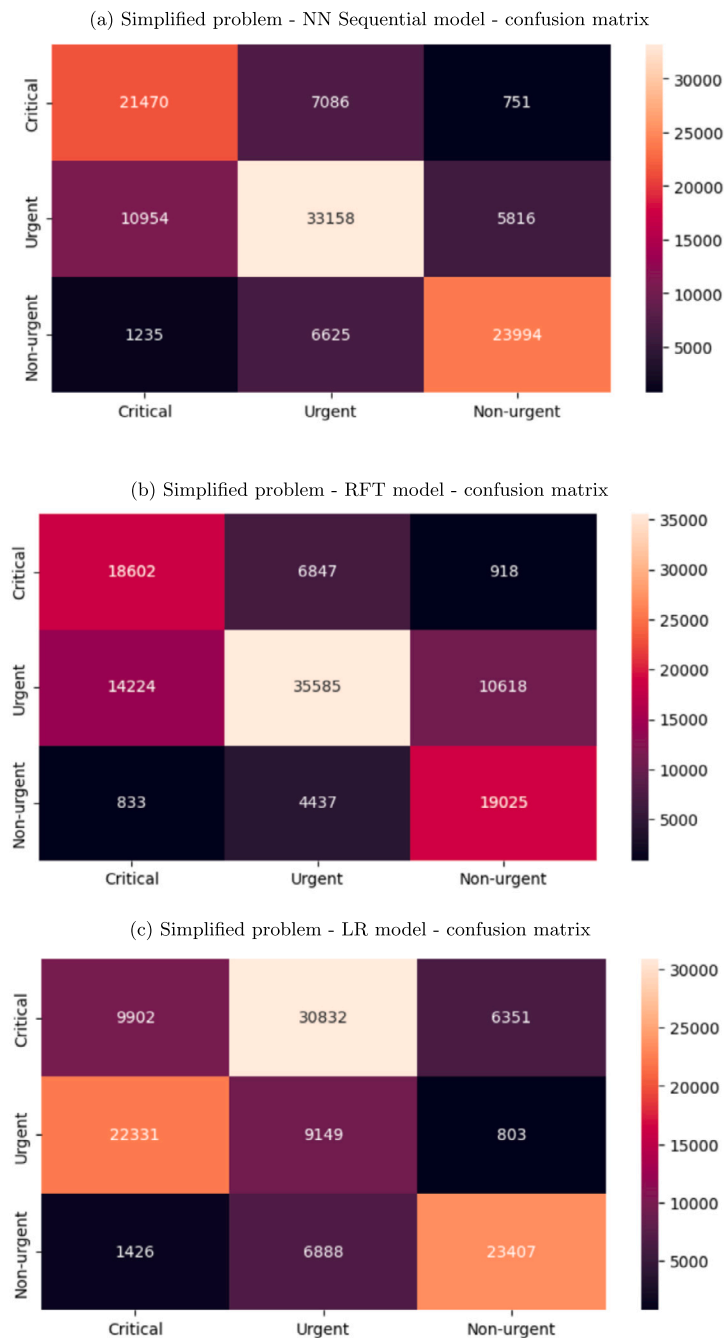 (a) Simplified problem - NN Sequential model - confusion matrix
Critical
21470 7086 751
Urgent
10954 33158 5816
Non-urgent
1235 6625 23994
Critical Urgent Non-urgent
30000
25000
20000
15000
10000
5000
(b) Simplified problem - RFT model - confusion matrix
Critical
18602 6847 918
Urgent
14224 35585 10618
Non-urgent
833 4437 19025
Critical Urgent Non-urgent
35000
30000
25000
20000
15000
10000
5000
(c) Simplified problem - LR model - confusion matrix
Critical
9902 30832 6351
Urgent
22331 9149 803
Non-urgent
1426 6888 23407
Critical Urgent Non-urgent
30000
25000
20000
15000
10000
5000